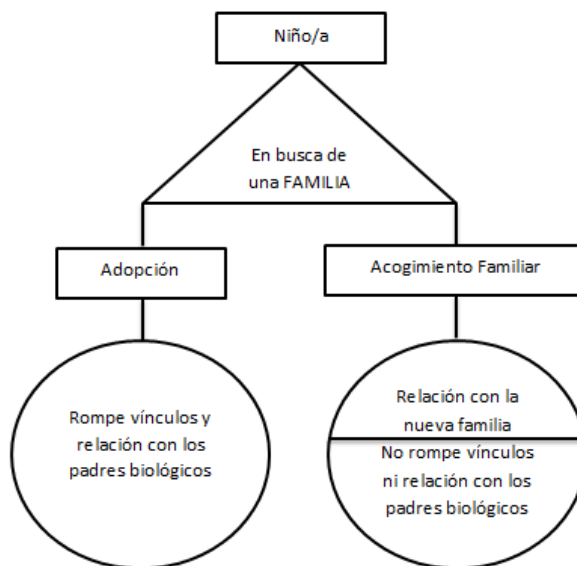 Niño/a
En busca de
una FAMILIA
Adopción
Acogimiento Familiar
Rompe vínculos y
relación con los
padres biológicos
Relación con la
nueva familia
No rompe vínculos
ni relación con los
padres biológicos